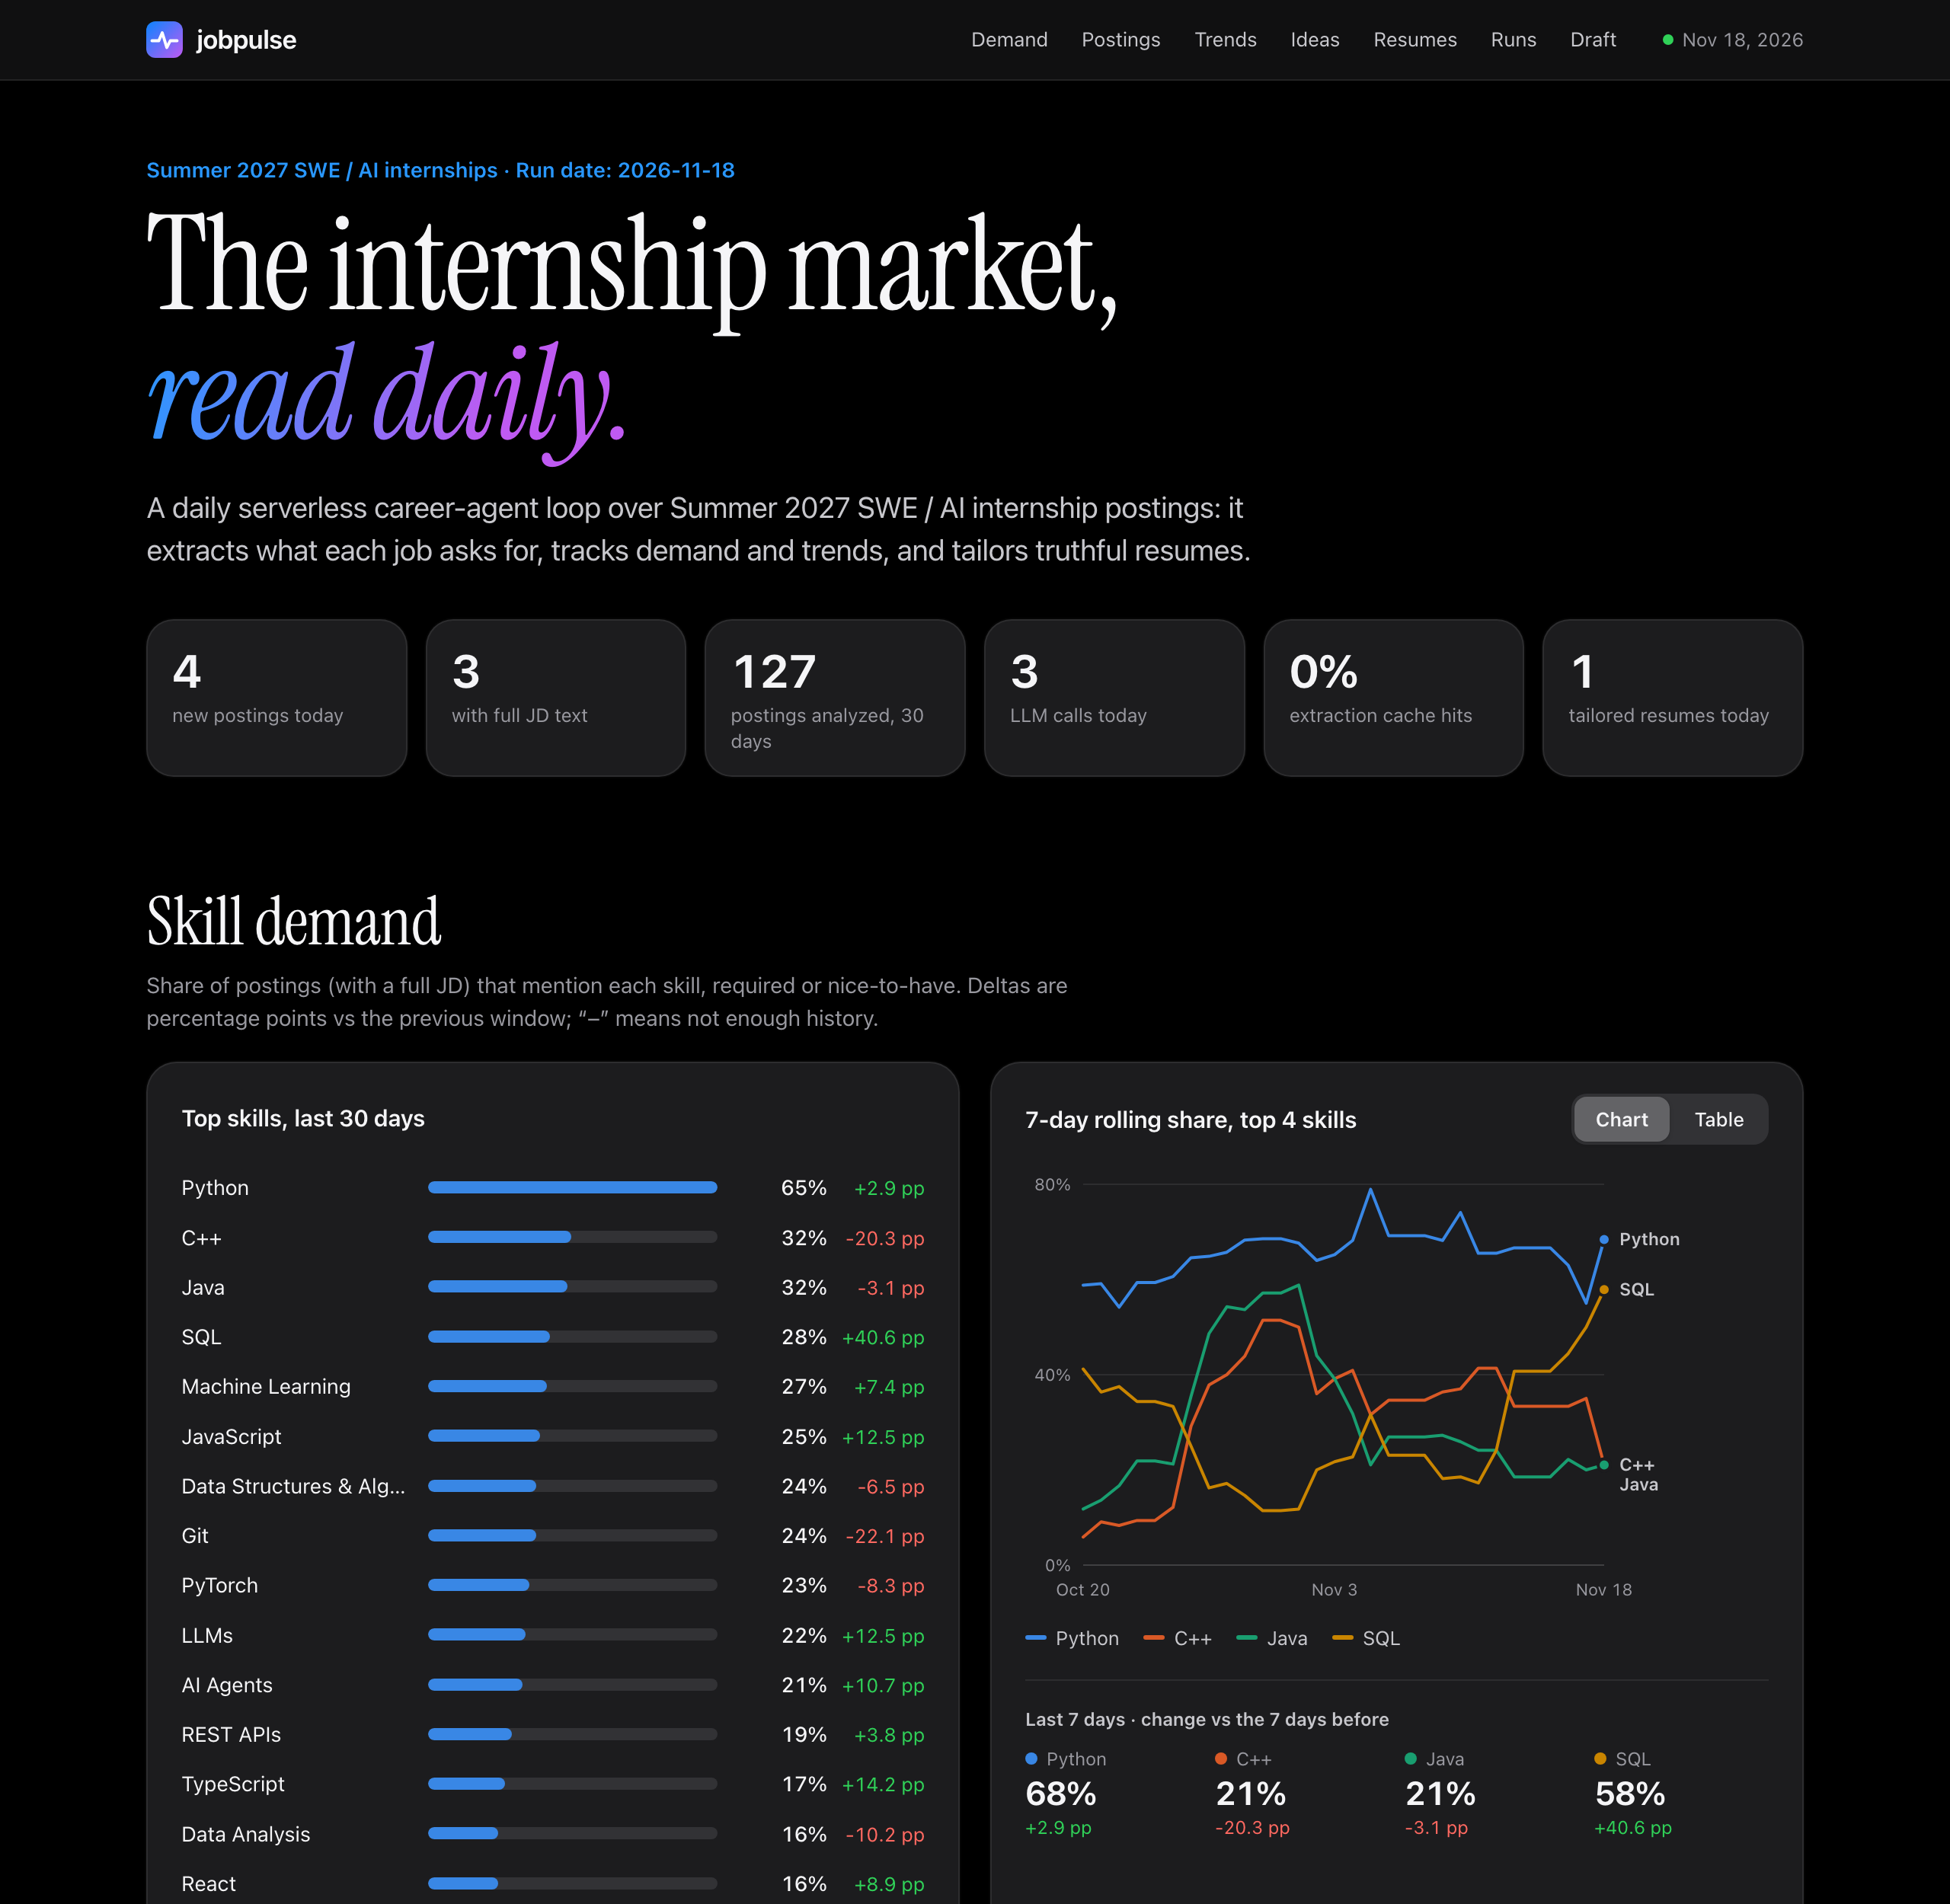 jobpulse
Demand Postings Trends Ideas Resumes Runs Draft Nov 18, 2026
Summer 2027 SWE / AI internships · Run date: 2026-11-18
The internship market,
read daily.
A daily serverless career-agent loop over Summer 2027 SWE / AI internship postings: it
extracts what each job asks for, tracks demand and trends, and tailors truthful resumes.
4
new postings today
3
with full JD text
127
postings analyzed, 30
days
3
LLM calls today
0%
extraction cache hits
1
tailored resumes today
Skill demand
Share of postings (with a full JD) that mention each skill, required or nice-to-have. Deltas are
percentage points vs the previous window; “–” means not enough history.
Top skills, last 30 days
Python 65% +2.9 pp
C++ 32% -20.3 pp
Java 32% -3.1 pp
SQL 28% +40.6 pp
Machine Learning 27% +7.4 pp
JavaScript 25% +12.5 pp
Data Structures & Alg... 24% -6.5 pp
Git 24% -22.1 pp
PyTorch 23% -8.3 pp
LLMs 22% +12.5 pp
AI Agents 21% +10.7 pp
REST APIs 19% +3.8 pp
TypeScript 17% +14.2 pp
Data Analysis 16% -10.2 pp
React 16% +8.9 pp
7-day rolling share, top 4 skills
Chart Table
80%
Python
SQL
40%
C++
Java
0%
Oct 20 Nov 3 Nov 18
Python C++ Java SQL
Last 7 days · change vs the 7 days before
Python C++ Java SQL
68% 21% 21% 58%
+2.9 pp -20.3 pp -3.1 pp +40.6 pp